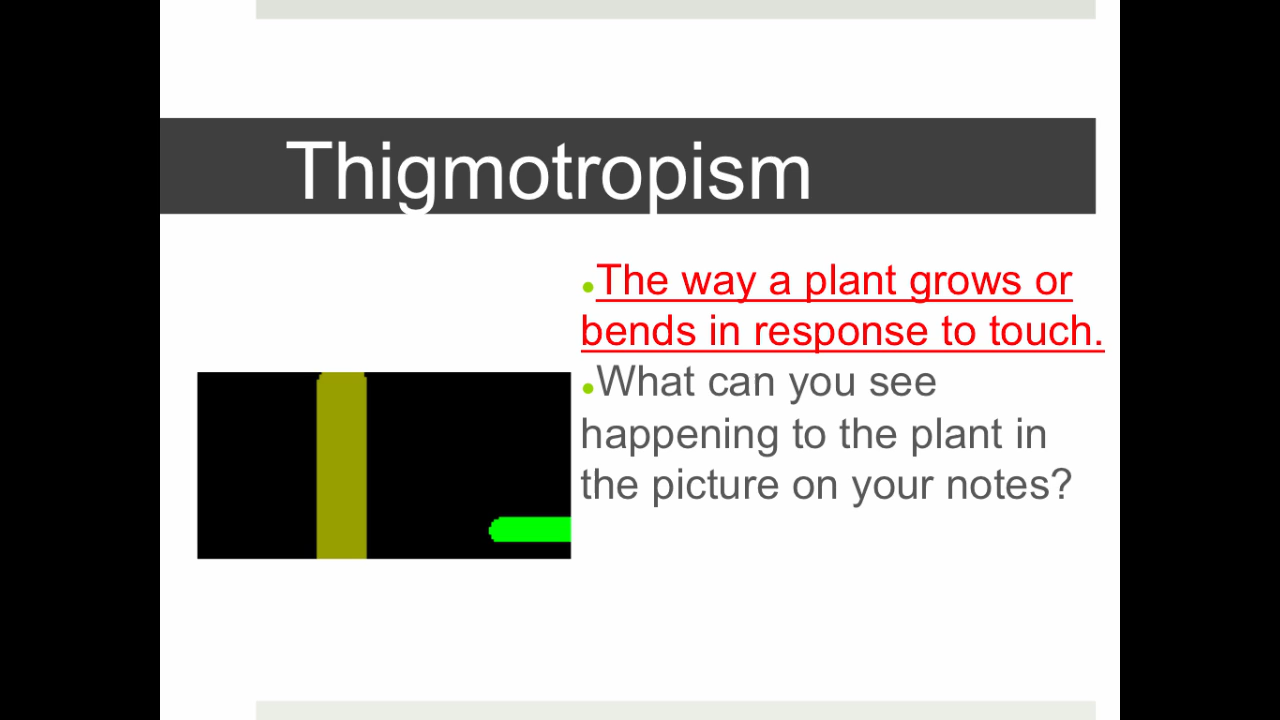 Thigmotropism
•The way a plant grows or
bends in response to touch.
•What can you see
happening to the plant in
the picture on your notes?